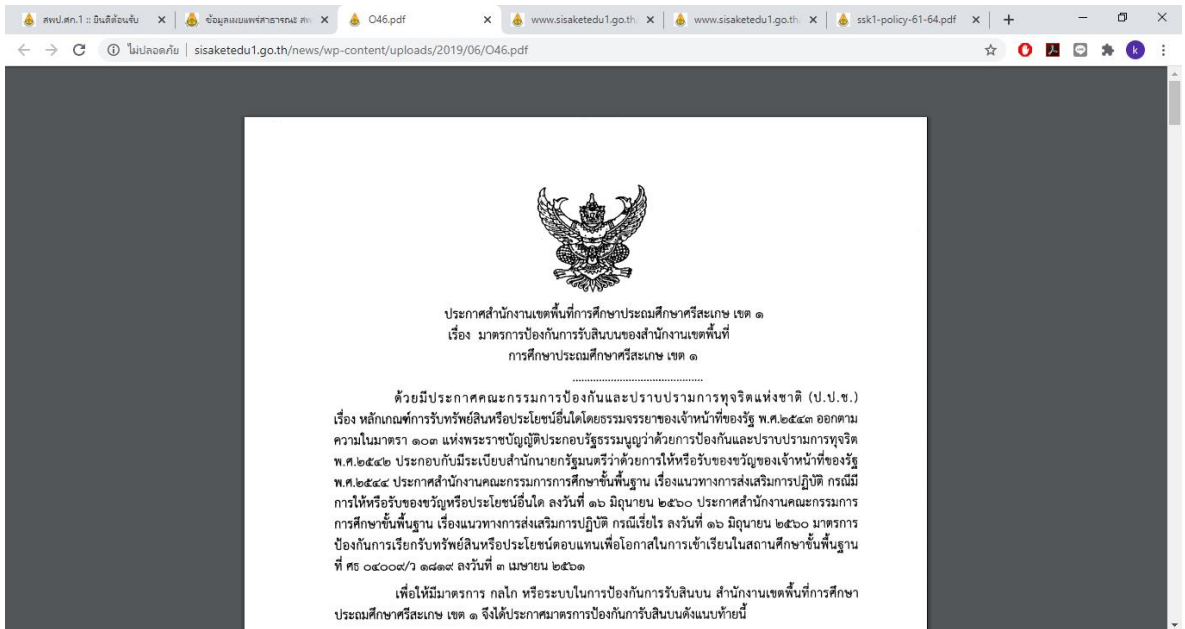 สพป.ศก.1 :: ยินดีต้อนรับ
ข้อมูลเผยแพร่สาธารณะ สพ
O46.pdf
www.sisaketedu1.go.th
www.sisaketedu1.go.th
ssk1-policy-61-64.pdf
ไม่ปลอดภัย
sisaketedu1.go.th/news/wp-content/uploads/2019/06/O46.pdf
k
ประกาศสำนักงานเขตพื้นที่การศึกษาประถมศึกษาศรีสะเกษ เขต ๑
เรื่อง มาตรการป้องกันการรับสินบนของสำนักงานเขตพื้นที่
การศึกษาประถมศึกษาศรีสะเกษ เขต ๑
.............................................
ด้วยมีประกาศคณะกรรมการป้องกันและปราบปรามการทุจริตแห่งชาติ (ป.ป.ช.)
เรื่อง หลักเกณฑ์การรับทรัพย์สินหรือประโยชน์อื่นใดโดยธรรมจรรยาของเจ้าหน้าที่ของรัฐ พ.ศ.๒๕๔๓ ออกตาม
ความในมาตรา ๑๐๓ แห่งพระราชบัญญัติประกอบรัฐธรรมนูญว่าด้วยการป้องกันและปราบปรามการทุจริต
พ.ศ.๒๕๔๒ ประกอบกับมีระเบียบสำนักนายกรัฐมนตรีว่าด้วยการให้หรือรับของขวัญของเจ้าหน้าที่ของรัฐ
พ.ศ.๒๕๔๔ ประกาศสำนักงานคณะกรรมการการศึกษาขั้นพื้นฐาน เรื่องแนวทางการส่งเสริมการปฏิบัติ กรณีมี
การให้หรือรับของขวัญหรือประโยชน์อื่นใด ลงวันที่ ๑๖ มิถุนายน ๒๕๖๐ ประกาศสำนักงานคณะกรรมการ
การศึกษาขั้นพื้นฐาน เรื่องแนวทางการส่งเสริมการปฏิบัติ กรณีเรี่ยไร ลงวันที่ ๑๖ มิถุนายน ๒๕๖๐ มาตรการ
ป้องกันการเรียกรับทรัพย์สินหรือประโยชน์ตอบแทนเพื่อโอกาสในการเข้าเรียนในสถานศึกษาขั้นพื้นฐาน
ที่ ศธ ๐๔๐๐๙/ว ๑๘๑๙ ลงวันที่ ๓ เมษายน ๒๕๖๑
เพื่อให้มีมาตรการ กลไก หรือระบบในการป้องกันการรับสินบน สำนักงานเขตพื้นที่การศึกษา
ประถมศึกษาศรีสะเกษ เขต ๑ จึงได้ประกาศมาตรการป้องกันการับสินบนดังแนบท้ายนี้